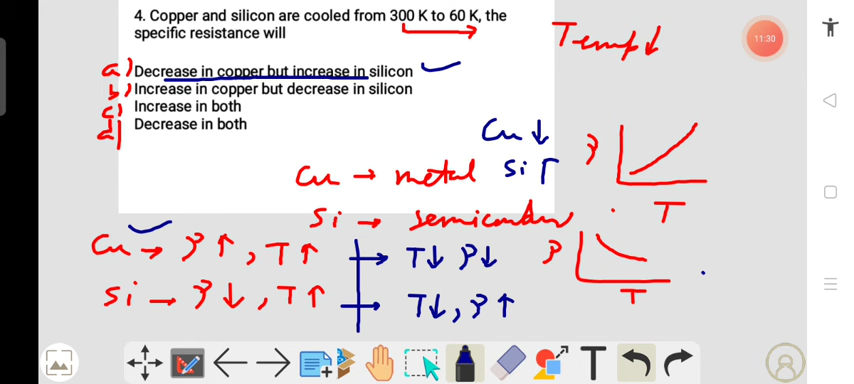 4. Copper and silicon are cooled from 300 K to 60 K, the
specific resistance will
Temp↓
11:30
a) Decrease in copper but increase in silicon
b) Increase in copper but decrease in silicon
c) Increase in both
d) Decrease in both
Cu ↓
Si ↑
Cu → metal
Si → semiconductor
ρ
T
Cu → ρ ↑, T ↑ → T↓ ρ↓
Si → ρ ↓, T ↑ → T↓, ρ ↑
ρ
T
T